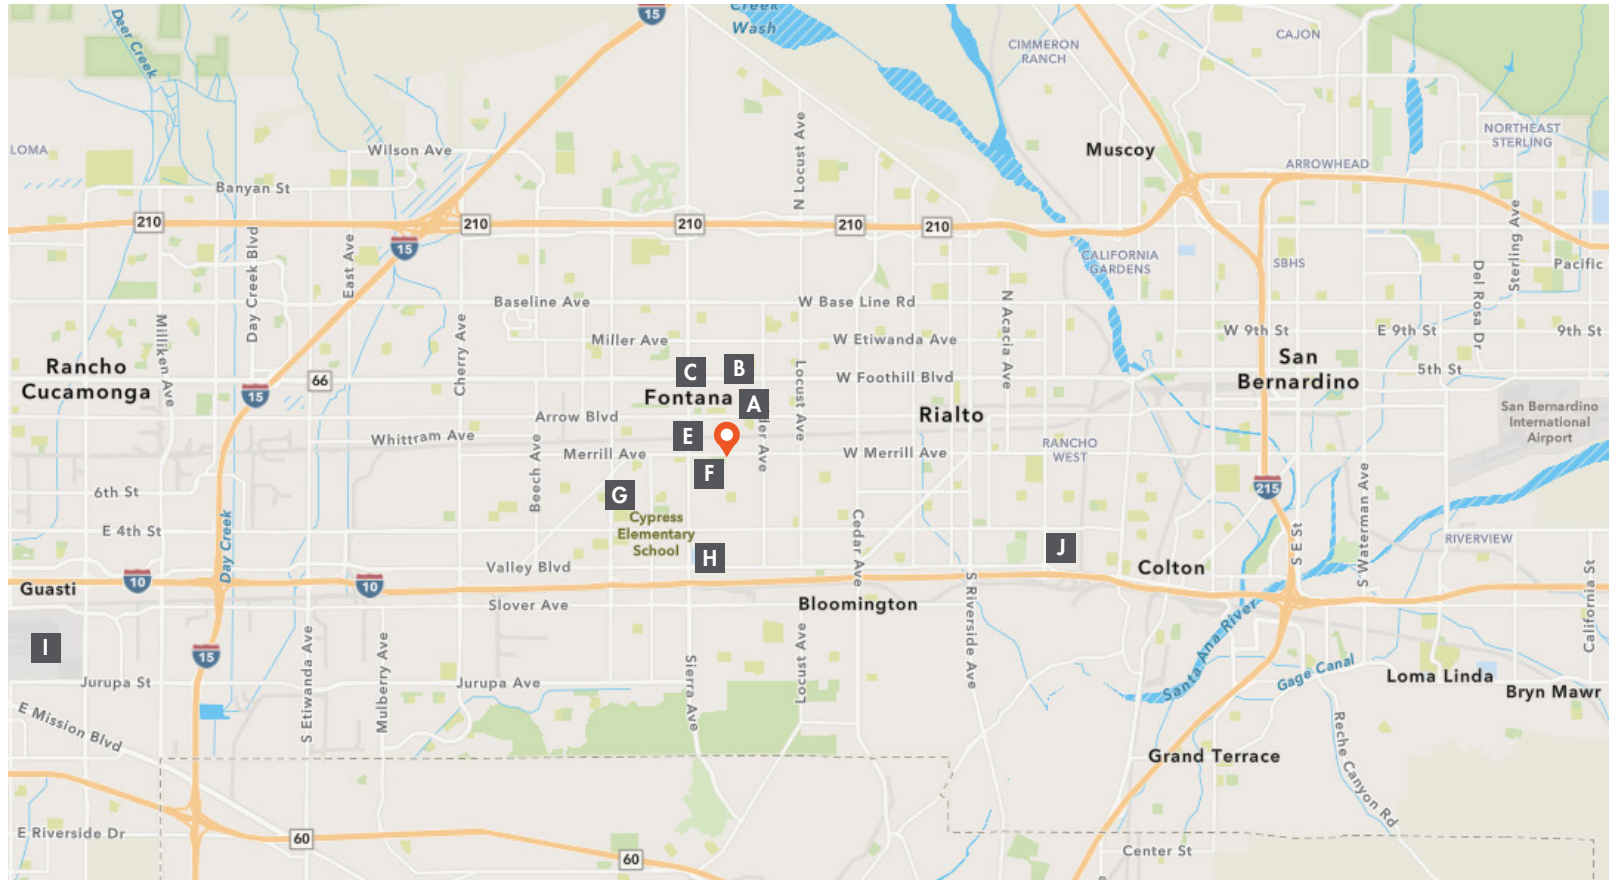 Creek
Wash
Deer Creek
15
CIMMERON
RANCH
CAJON
LOMA
Wilson Ave
N Locust Ave
Muscoy
NORTHEAST
STERLING
ARROWHEAD
Banyan St
210
210
210
210
210
15
Day Creek Blvd
East Ave
CALIFORNIA
GARDENS
SBHS
Sterling Ave
Pacific
Del Rosa Dr
Baseline Ave
W Base Line Rd
N Acacia Ave
Milliken Ave
Cherry Ave
Miller Ave
W Etiwanda Ave
W 9th St
E 9th St
9th St
Rancho
Cucamonga
66
15
C
B
Locust Ave
W Foothill Blvd
San
Bernardino
5th St
Fontana
A
Arrow Blvd
Rialto
San Bernardino
International
Airport
Whittram Ave
E
der Ave
Beech Ave
Merrill Ave
W Merrill Ave
RANCHO
WEST
F
G
6th St
215
S Waterman Ave
E 4th St
Day Creek
Cypress
Elementary
School
Cedar Ave
S E St
RIVERVIEW
H
J
Valley Blvd
Colton
Guasti
10
10
Slover Ave
Bloomington
S Riverside Ave
California St
I
15
S Etiwanda Ave
Mulberry Ave
Sierra Ave
Locust Ave
Santa Ana River
Gage Canal
Loma Linda
Bryn Mawr
Jurupa St
Jurupa Ave
E Mission Blvd
Reche Canyon Rd
Grand Terrace
E Riverside Dr
60
60
Center St